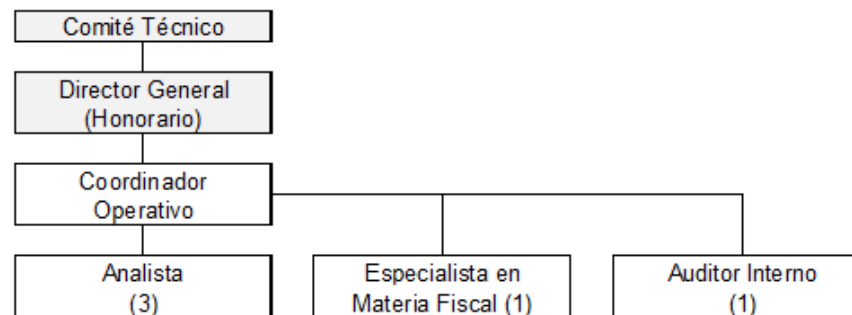 Comité Técnico
Director General
(Honorario)
Coordinador
Operativo
Analista
(3)
Especialista en
Materia Fiscal (1)
Auditor Interno
(1)